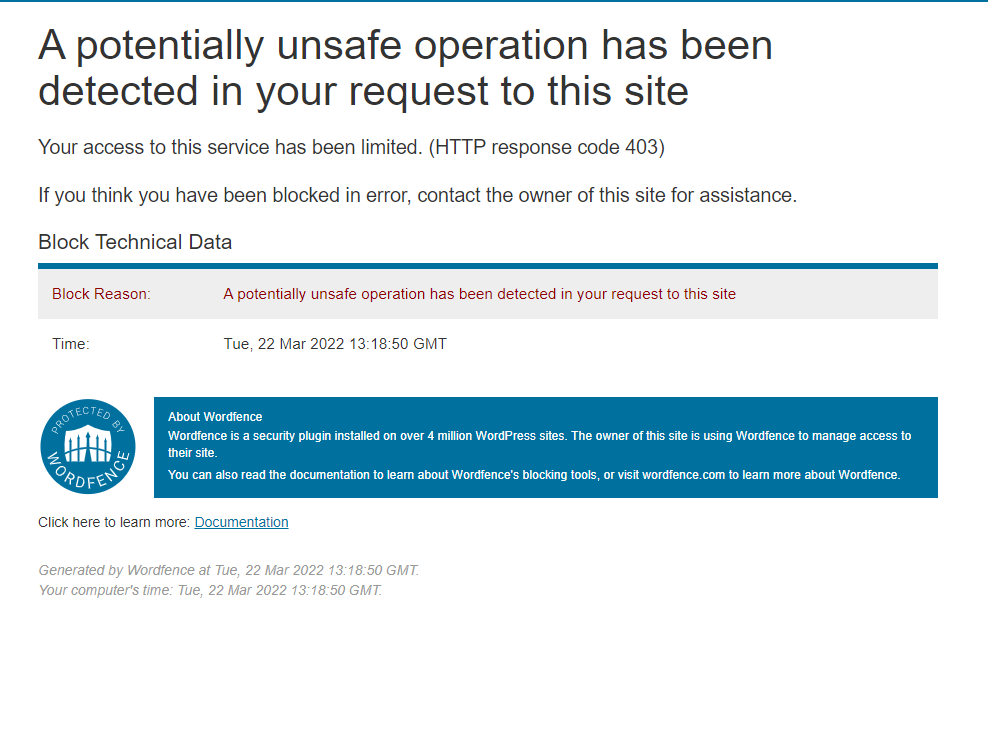 A potentially unsafe operation has been
detected in your request to this site
Your access to this service has been limited. (HTTP response code 403)
If you think you have been blocked in error, contact the owner of this site for assistance.
Block Technical Data
Block Reason: A potentially unsafe operation has been detected in your request to this site
Time: Tue, 22 Mar 2022 13:18:50 GMT
PROTECTED BY
WORDFENCE
About Wordfence
Wordfence is a security plugin installed on over 4 million WordPress sites. The owner of this site is using Wordfence to manage access to
their site.
You can also read the documentation to learn about Wordfence's blocking tools, or visit wordfence.com to learn more about Wordfence.
Click here to learn more: Documentation
Generated by Wordfence at Tue, 22 Mar 2022 13:18:50 GMT.
Your computer's time: Tue, 22 Mar 2022 13:18:50 GMT.